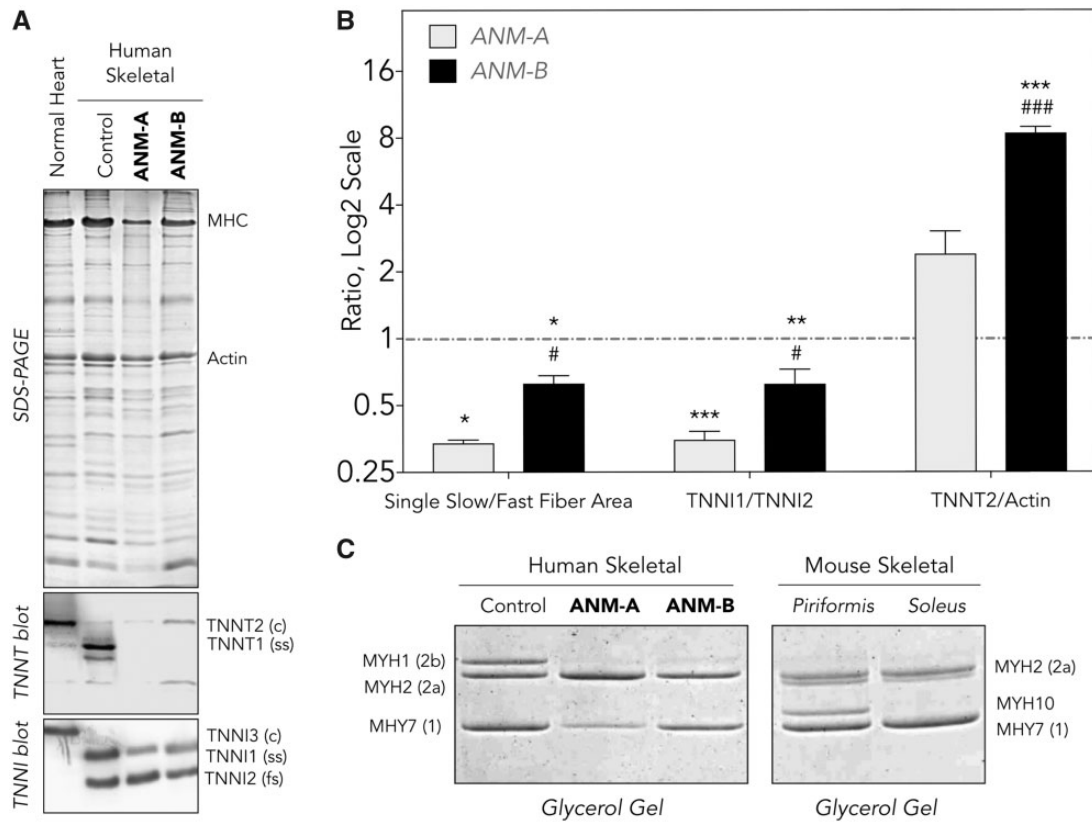 A
Human
Skeletal
Normal Heart
Control
ANM-A
ANM-B
SDS-PAGE
MHC
Actin
TNNT blot
TNNT2 (c)
TNNT1 (ss)
TNNI blot
TNNI3 (c)
TNNI1 (ss)
TNNI2 (fs)
B
ANM-A
ANM-B
Ratio, Log2 Scale
16
8
4
2
1
0.5
0.25
*
* #
***
** #
*** ###
Single Slow/Fast Fiber Area
TNNI1/TNNI2
TNNT2/Actin
C
Human Skeletal
Control ANM-A ANM-B
MYH1 (2b)
MYH2 (2a)
MHY7 (1)
Glycerol Gel
Mouse Skeletal
Piriformis Soleus
MYH2 (2a)
MYH10
MHY7 (1)
Glycerol Gel